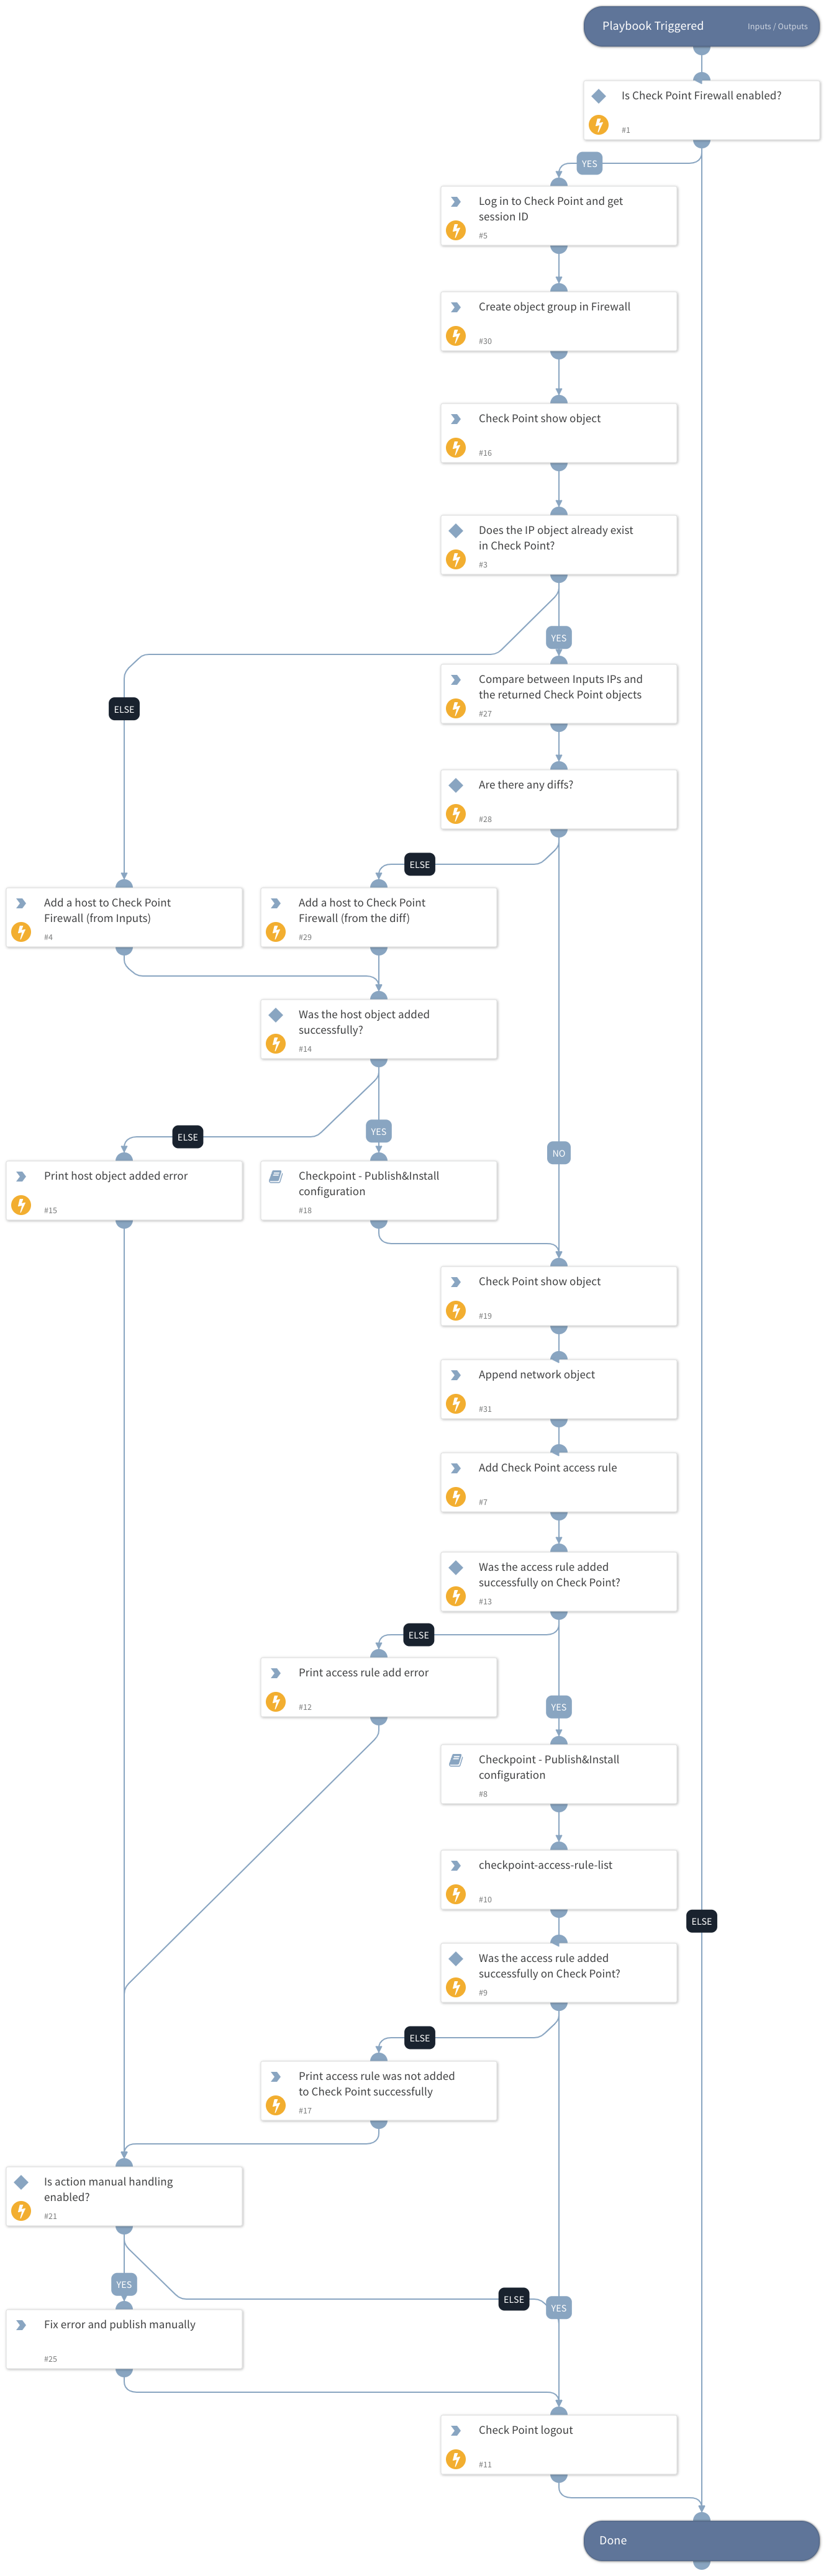 Playbook Triggered
Inputs / Outputs
Is Check Point Firewall enabled?
#1
YES
Log in to Check Point and get
session ID
#5
Create object group in Firewall
#30
Check Point show object
#16
Does the IP object already exist
in Check Point?
#3
YES
Compare between Inputs IPs and
the returned Check Point objects
#27
ELSE
Are there any diffs?
#28
ELSE
Add a host to Check Point
Firewall (from Inputs)
#4
Add a host to Check Point
Firewall (from the diff)
#29
Was the host object added
successfully?
#14
ELSE
YES
NO
Print host object added error
#15
Checkpoint - Publish&Install
configuration
#18
Check Point show object
#19
Append network object
#31
Add Check Point access rule
#7
Was the access rule added
successfully on Check Point?
#13
ELSE
Print access rule add error
#12
YES
Checkpoint - Publish&Install
configuration
#8
checkpoint-access-rule-list
#10
ELSE
Was the access rule added
successfully on Check Point?
#9
ELSE
Print access rule was not added
to Check Point successfully
#17
Is action manual handling
enabled?
#21
YES
ELSE
YES
Fix error and publish manually
#25
Check Point logout
#11
Done